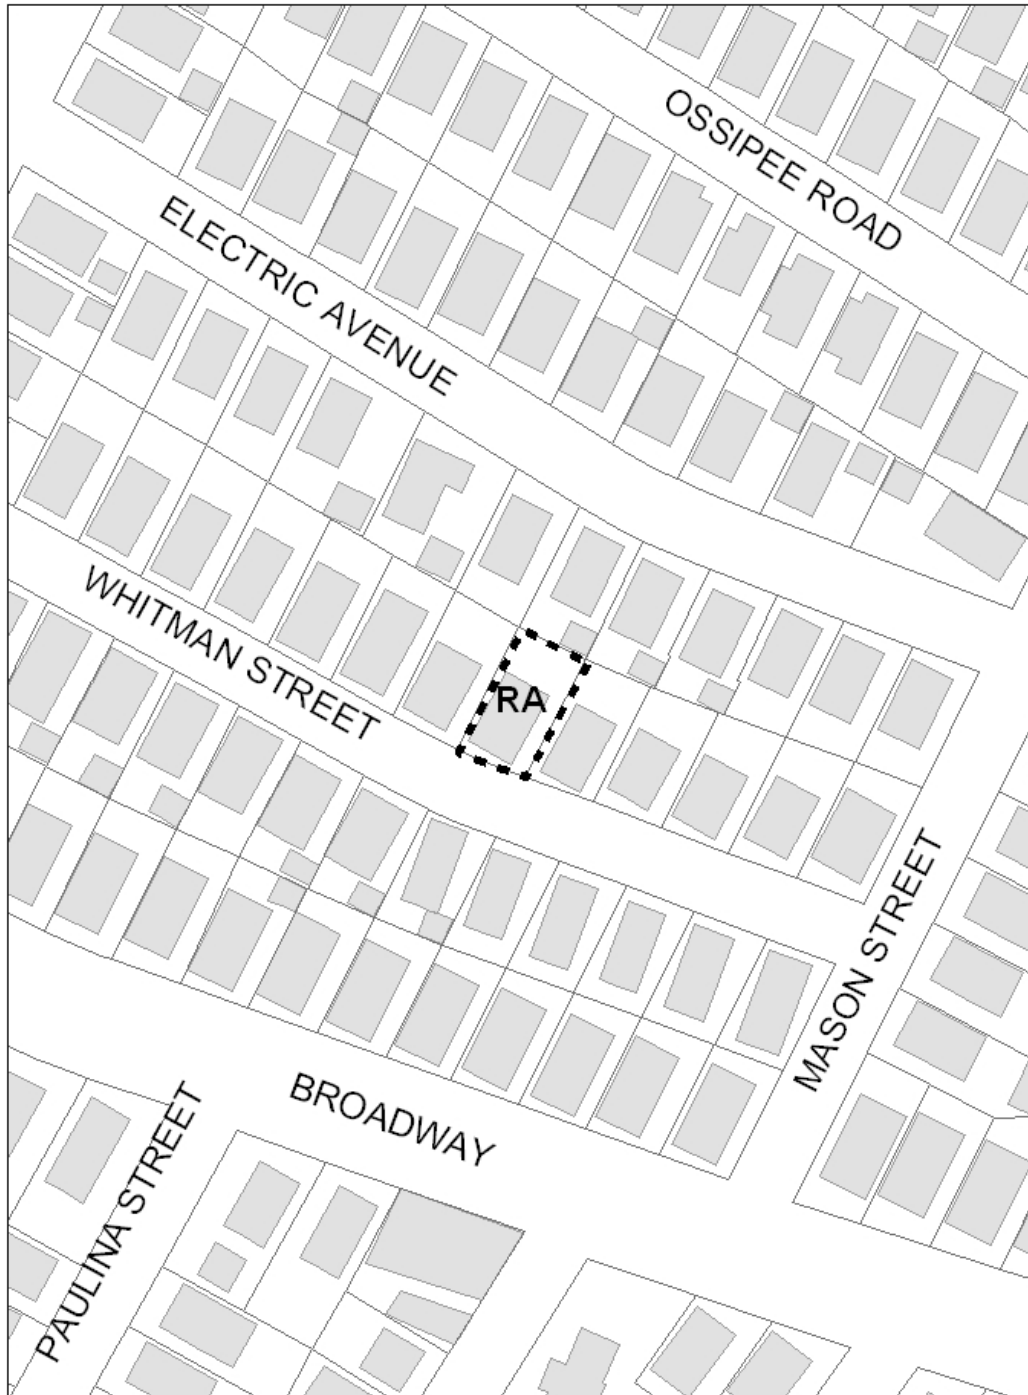 OSSIPEE ROAD
ELECTRIC AVENUE
WHITMAN STREET
RA
MASON STREET
BROADWAY
PAULINA STREET